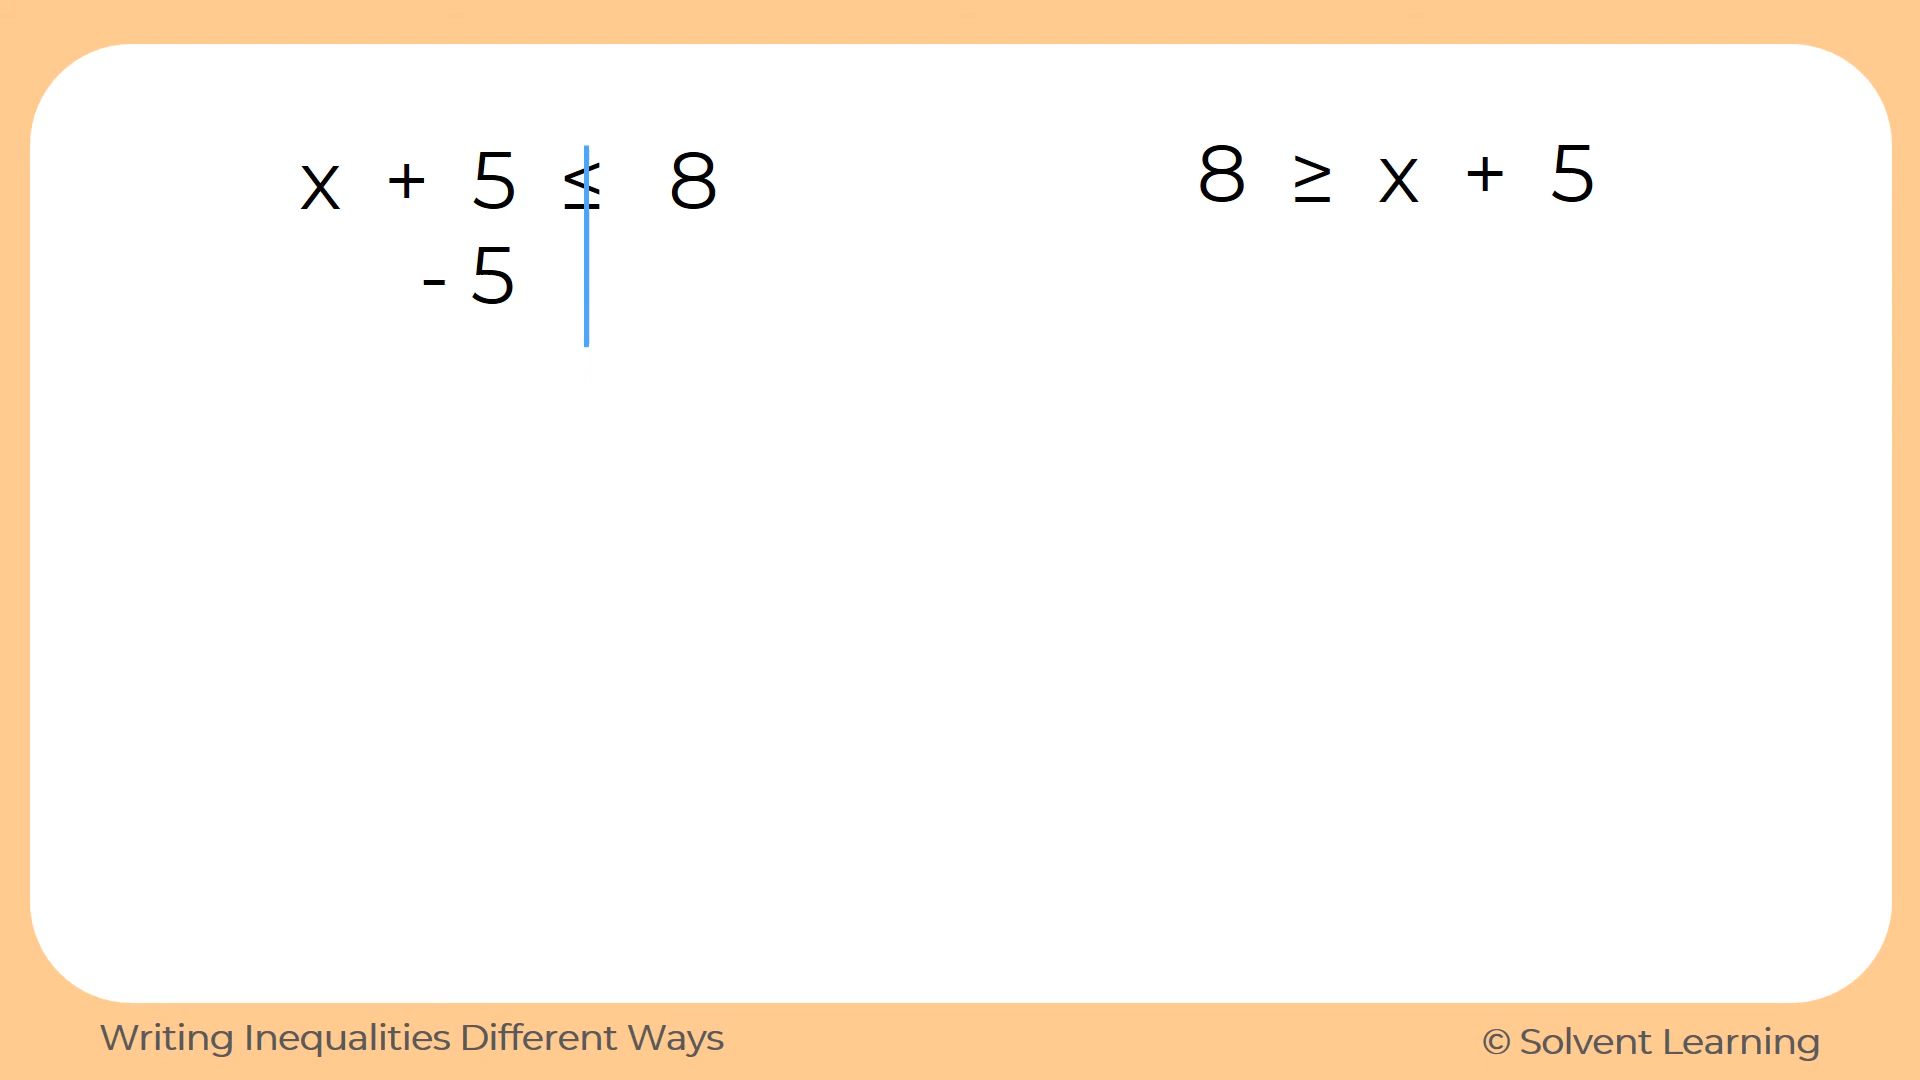 x + 5 ≤ 8
- 5
8 ≥ x + 5
Writing Inequalities Different Ways
© Solvent Learning